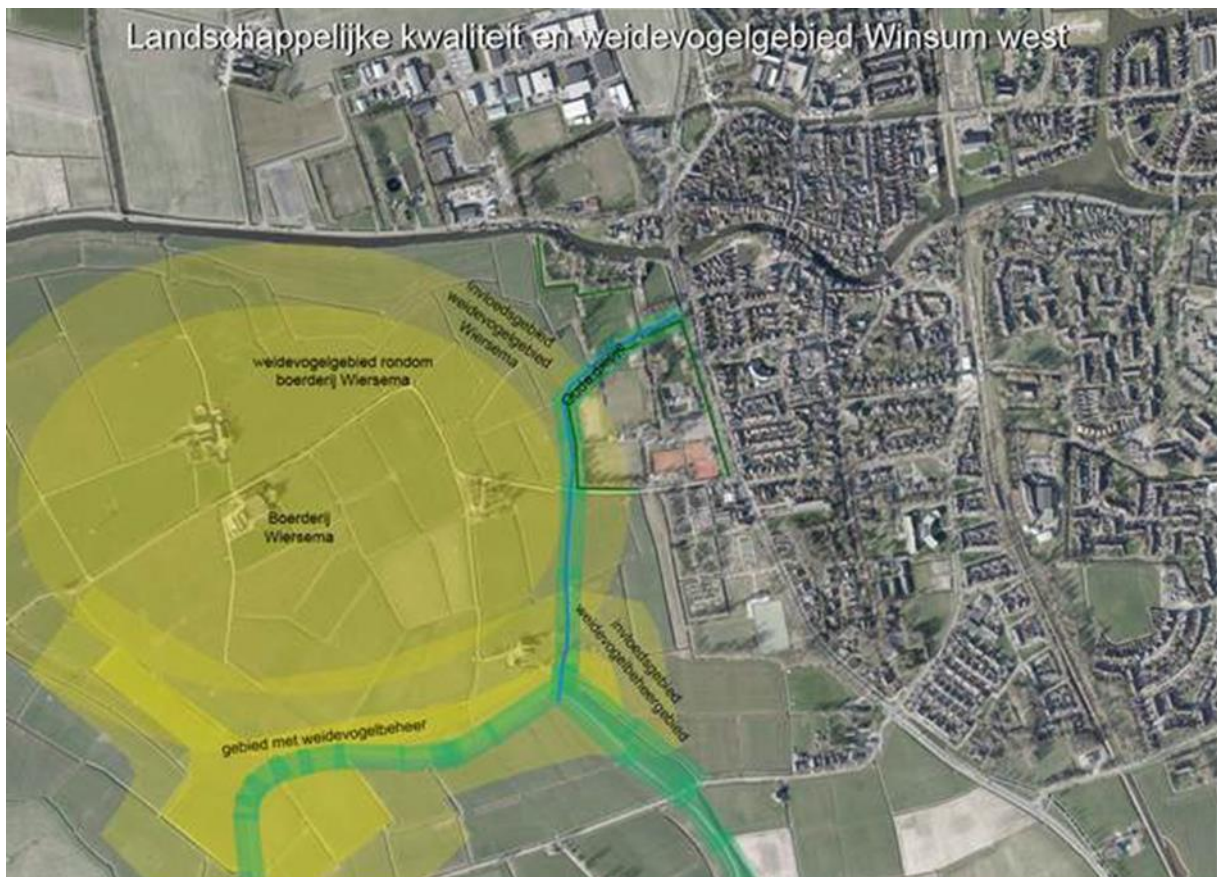 Landschappelijke kwaliteit en weidevogelgebied Winsum west
invloedsgebied
weidevogelgebied
Wiersema
weidevogelgebied rondom
boerderij Wiersema
Boerderij
Wiersema
invloedsgebied
weidevogelbeheergebied
gebied met weidevogelbeheer